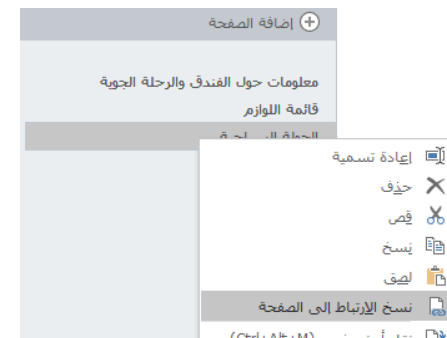 إضافة الصفحة
معلومات حول الفندق والرحلة الجوية
قائمة اللوازم
إعادة تسمية
حذف
قص
نسخ
لصق
نسخ الارتباط إلى الصفحة
(Ctrl+Alt+M)